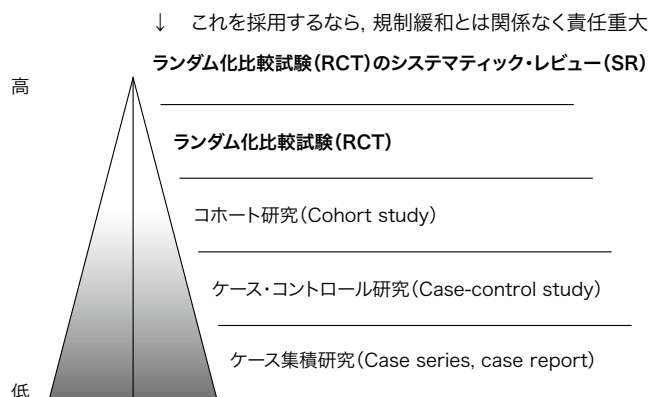 ↓　これを採用するなら, 規制緩和とは関係なく責任重大
ランダム化比較試験(RCT)のシステマティック・レビュー(SR)
高
ランダム化比較試験(RCT)
コホート研究(Cohort study)
ケース・コントロール研究(Case-control study)
ケース集積研究(Case series, case report)
低